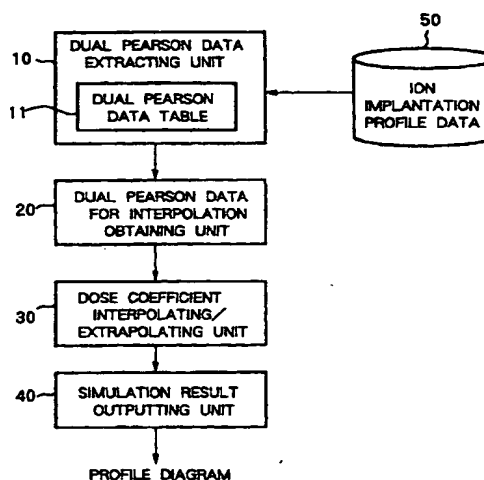 50
10
DUAL PEARSON DATA
EXTRACTING UNIT
11
DUAL PEARSON
DATA TABLE
ION
IMPLANTATION
PROFILE DATA
20
DUAL PEARSON DATA
FOR INTERPOLATION
OBTAINING UNIT
30
DOSE COEFFICIENT
INTERPOLATING/
EXTRAPOLATING UNIT
40
SIMULATION RESULT
OUTPUTTING UNIT
PROFILE DIAGRAM